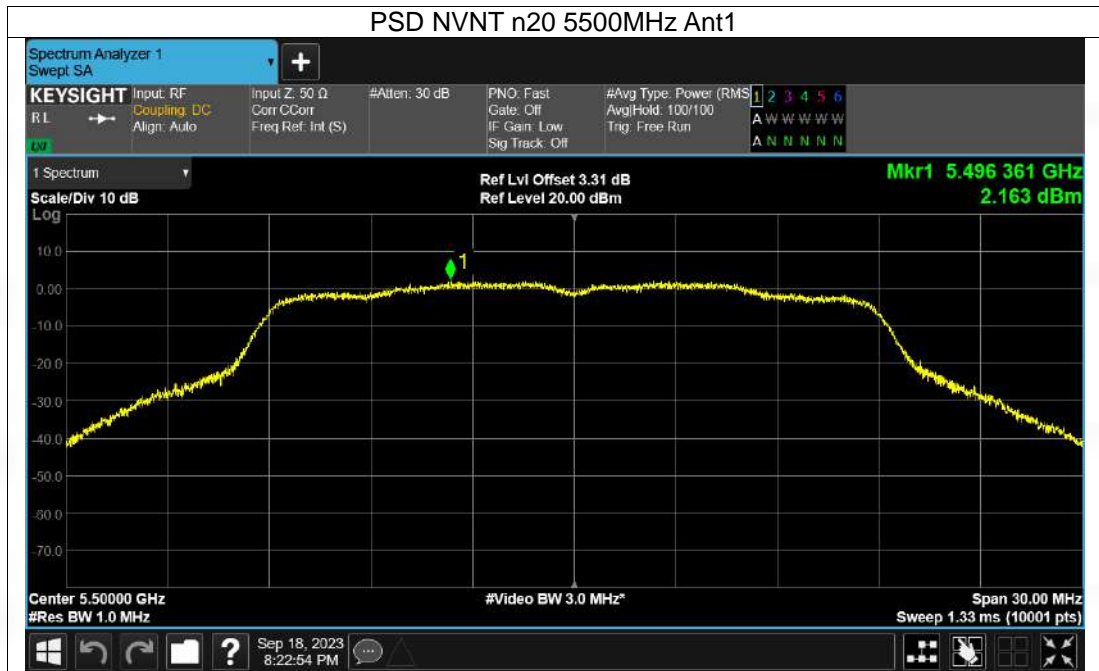 PSD NVNT n20 5500MHz Ant1
Spectrum Analyzer 1
Swept SA
+
KEYSIGHT
RL
LXI
Input: RF
Coupling: DC
Align: Auto
Input Z: 50 Ω
Corr CCorr
Freq Ref: Int (S)
#Atten: 30 dB
PNO: Fast
Gate: Off
IF Gain: Low
Sig Track: Off
#Avg Type: Power (RMS
Avg|Hold: 100/100
Trig: Free Run
1 2 3 4 5 6
A W W W W W
A N N N N N
1 Spectrum
Scale/Div 10 dB
Ref Lvl Offset 3.31 dB
Ref Level 20.00 dBm
Mkr1 5.496 361 GHz
2.163 dBm
Log
10.0
0.00
-10.0
-20.0
-30.0
-40.0
-50.0
-60.0
-70.0
1
Center 5.50000 GHz
#Res BW 1.0 MHz
#Video BW 3.0 MHz*
Span 30.00 MHz
Sweep 1.33 ms (10001 pts)
?
Sep 18, 2023
8:22:54 PM